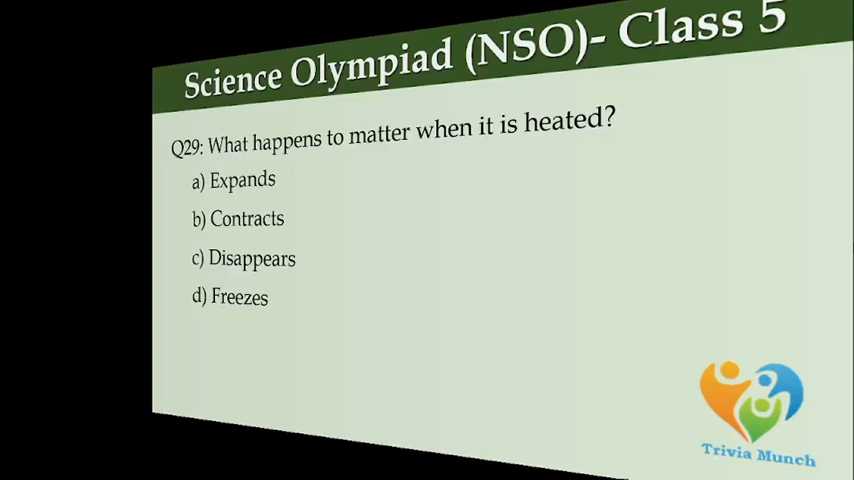 Science Olympiad (NSO)- Class 5
Q29: What happens to matter when it is heated?
a) Expands
b) Contracts
c) Disappears
d) Freezes
Trivia Munch